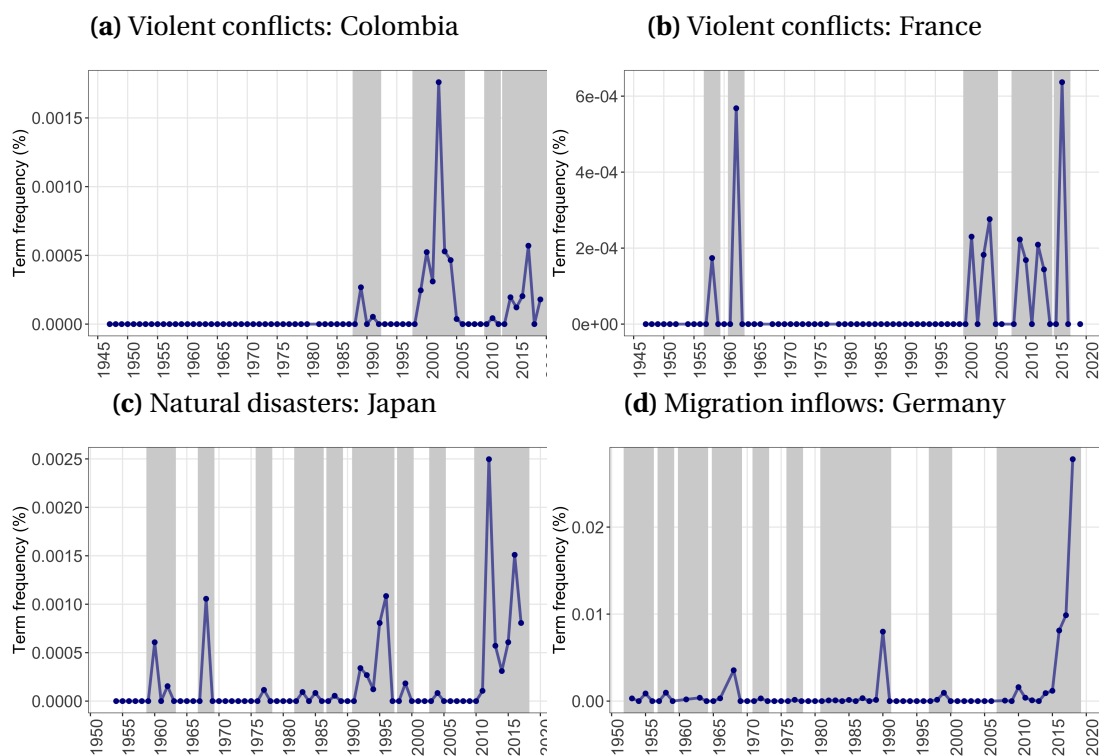 (a) Violent conflicts: Colombia
(b) Violent conflicts: France
Term frequency (%)
0.0015
0.0010
0.0005
0.0000
1945 1950 1955 1960 1965 1970 1975 1980 1985 1990 1995 2000 2005 2010 2015
Term frequency (%)
6e-04
4e-04
2e-04
0e+00
1945 1950 1955 1960 1965 1970 1975 1980 1985 1990 1995 2000 2005 2010 2015 2020
(c) Natural disasters: Japan
(d) Migration inflows: Germany
Term frequency (%)
0.0025
0.0020
0.0015
0.0010
0.0005
0.0000
1950 1955 1960 1965 1970 1975 1980 1985 1990 1995 2000 2005 2010 2015 2020
Term frequency (%)
0.02
0.01
0.00
1950 1955 1960 1965 1970 1975 1980 1985 1990 1995 2000 2005 2010 2015 2020